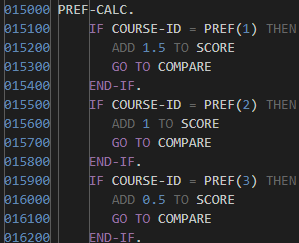 015000 PREF-CALC.
015100     IF COURSE-ID = PREF(1) THEN
015200        ADD 1.5 TO SCORE
015300        GO TO COMPARE
015400     END-IF.
015500     IF COURSE-ID = PREF(2) THEN
015600        ADD 1 TO SCORE
015700        GO TO COMPARE
015800     END-IF.
015900     IF COURSE-ID = PREF(3) THEN
016000        ADD 0.5 TO SCORE
016100        GO TO COMPARE
016200     END-IF.